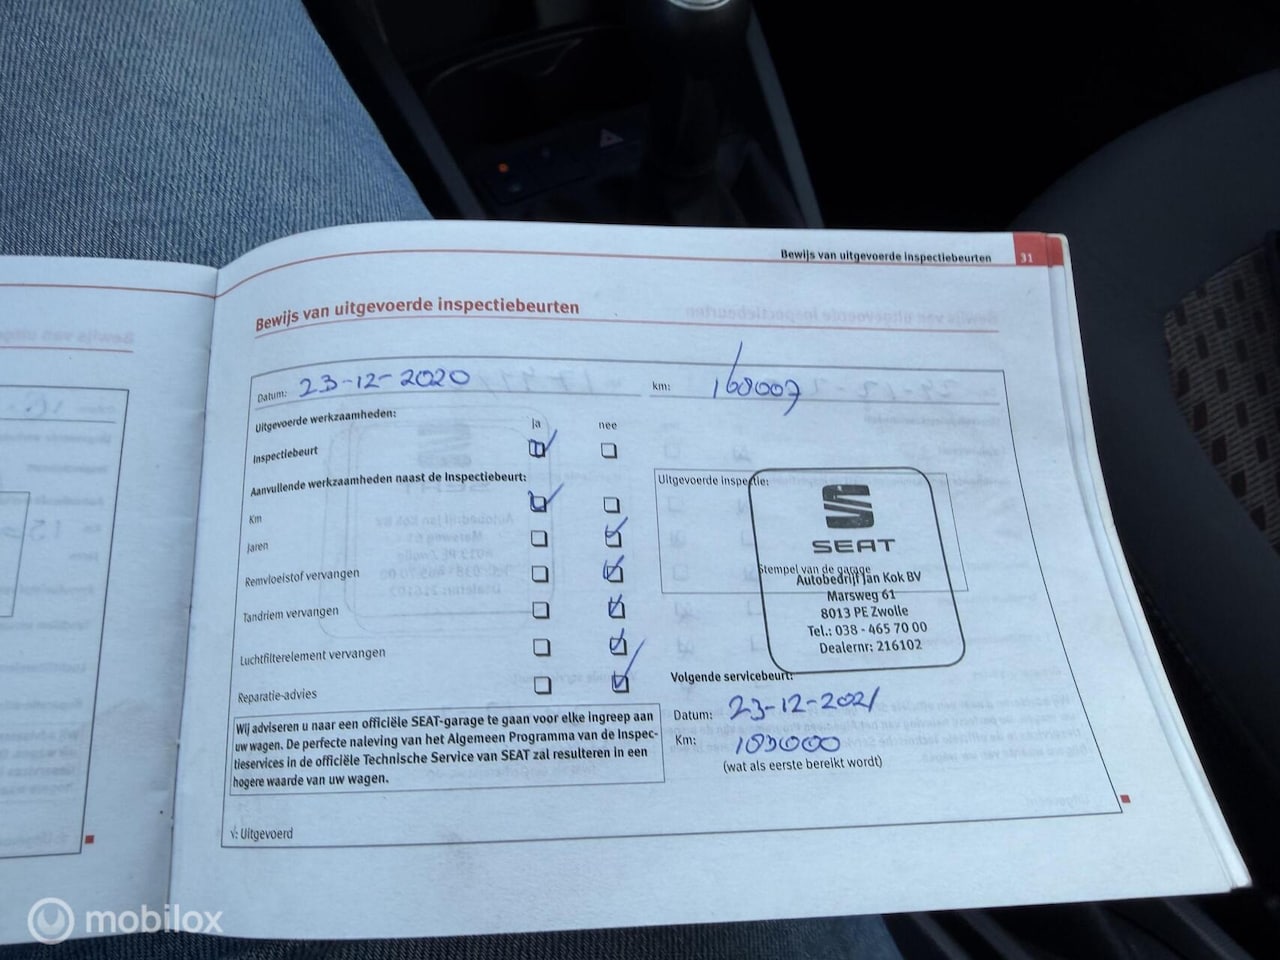 Bewijs van uitgevoerde inspectiebeurten 31
Bewijs van uitgevoerde inspectiebeurten
Datum: 23-12-2020 km: 168007
Uitgevoerde werkzaamheden: ja nee
Inspectiebeurt
Aanvullende werkzaamheden naast de Inspectiebeurt:
Km
Jaren
Remvloeistof vervangen
Tandriem vervangen
Luchtfilterelement vervangen
Reparatie-advies
Uitgevoerde inspectie:
SEAT
Stempel van de garage
Autobedrijf Jan Kok BV
Marsweg 61
8013 PE Zwolle
Tel.: 038 - 465 70 00
Dealernr: 216102
Volgende servicebeurt:
Datum: 23-12-2021
Km: 183000
(wat als eerste bereikt wordt)
Wij adviseren u naar een officiële SEAT-garage te gaan voor elke ingreep aan
uw wagen. De perfecte naleving van het Algemeen Programma van de Inspec-
tieservices in de officiële Technische Service van SEAT zal resulteren in een
hogere waarde van uw wagen.
√: Uitgevoerd
mobilox